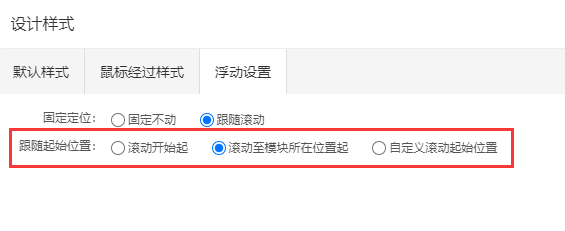 设计样式
默认样式 鼠标经过样式 浮动设置
固定定位: 固定不动 跟随滚动
跟随起始位置: 滚动开始起 滚动至模块所在位置起 自定义滚动起始位置